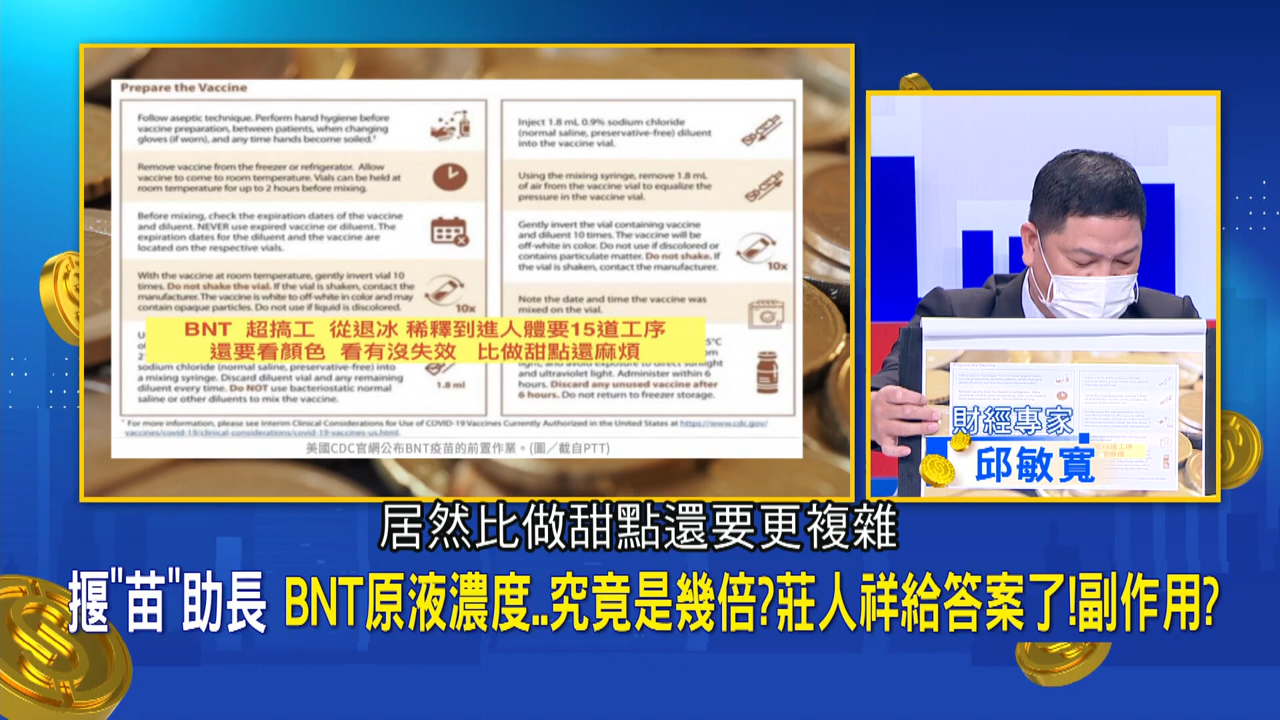 Prepare the Vaccine
Follow aseptic technique. Perform hand hygiene before
vaccine preparation, between patients, when changing
gloves (if worn), and any time hands become soiled.¹
Remove vaccine from the freezer or refrigerator. Allow
vaccine to come to room temperature. Vials can be held at
room temperature for up to 2 hours before mixing.
Before mixing, check the expiration dates of the vaccine
and diluent. NEVER use expired vaccine or diluent. The
expiration dates for the diluent and the vaccine are
located on the respective vials.
With the vaccine at room temperature, gently invert vial 10
times. Do not shake the vial. If the vial is shaken, contact the
manufacturer. The vaccine is white to off-white in color and may
contain opaque particles. Do not use if liquid is discolored.
10x
sodium chloride (normal saline, preservative-free) into
a mixing syringe. Discard diluent vial and any remaining
diluent every time. Do NOT use bacteriostatic normal
saline or other diluents to mix the vaccine.
1.8 ml
Inject 1.8 mL 0.9% sodium chloride
(normal saline, preservative-free) diluent
into the vaccine vial.
Using the mixing syringe, remove 1.8 mL
of air from the vaccine vial to equalize the
pressure in the vaccine vial.
Gently invert the vial containing vaccine
and diluent 10 times. The vaccine will be
off-white in color. Do not use if discolored or
contains particulate matter. Do not shake. If
the vial is shaken, contact the manufacturer.
10x
Note the date and time the vaccine was
mixed on the vial.
and ultraviolet light. Administer within 6
hours. Discard any unused vaccine after
6 hours. Do not return to freezer storage.
BNT 超搞工 從退冰 稀釋到進人體要15道工序
還要看顏色 看有沒失效 比做甜點還麻煩
¹ For more information, please see Interim Clinical Considerations for Use of COVID-19 Vaccines Currently Authorized in the United States at https://www.cdc.gov/
vaccines/covid-19/clinical-considerations/covid-19-vaccines-us.html.
美國CDC官網公布BNT疫苗的前置作業。(圖／截自PTT)
財經專家
邱敏寬
居然比做甜點還要更複雜
揠"苗"助長 BNT原液濃度..究竟是幾倍?莊人祥給答案了!副作用?